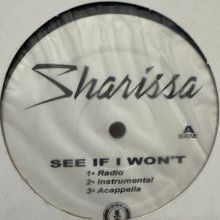 Sharissa
A
SIDE
SEE IF I WON'T
1• Radio
2• Instrumental
3• Acappella